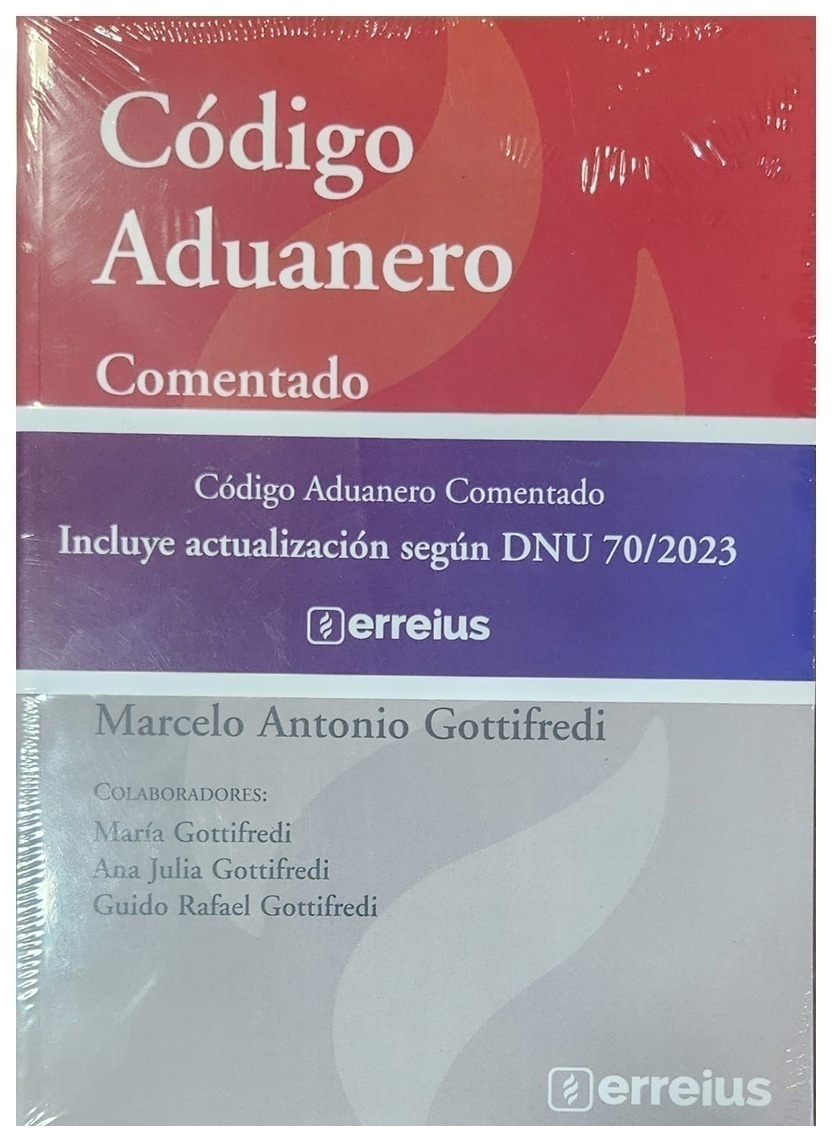 Código
Aduanero
Comentado
Código Aduanero Comentado
Incluye actualización según DNU 70/2023
erreius
Marcelo Antonio Gottifredi
COLABORADORES:
María Gottifredi
Ana Julia Gottifredi
Guido Rafael Gottifredi
erreius